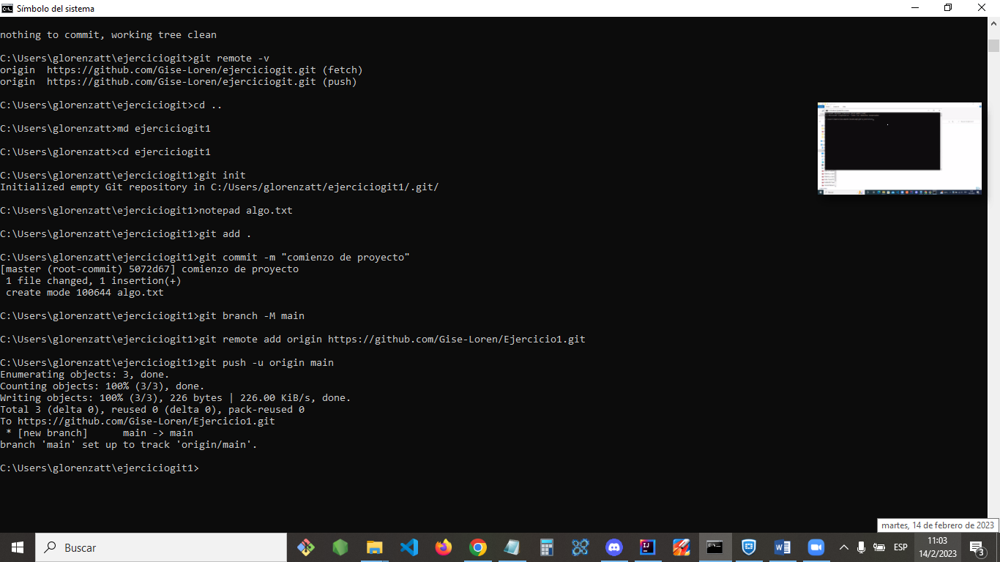 Símbolo del sistema
nothing to commit, working tree clean
C:\Users\glorenzatt\ejerciciogit>git remote -v
origin  https://github.com/Gise-Loren/ejerciciogit.git (fetch)
origin  https://github.com/Gise-Loren/ejerciciogit.git (push)
C:\Users\glorenzatt\ejerciciogit>cd ..
C:\Users\glorenzatt>md ejerciciogit1
C:\Users\glorenzatt>cd ejerciciogit1
C:\Users\glorenzatt\ejerciciogit1>git init
Initialized empty Git repository in C:/Users/glorenzatt/ejerciciogit1/.git/
C:\Users\glorenzatt\ejerciciogit1>notepad algo.txt
C:\Users\glorenzatt\ejerciciogit1>git add .
C:\Users\glorenzatt\ejerciciogit1>git commit -m "comienzo de proyecto"
[master (root-commit) 5072d67] comienzo de proyecto
 1 file changed, 1 insertion(+)
 create mode 100644 algo.txt
C:\Users\glorenzatt\ejerciciogit1>git branch -M main
C:\Users\glorenzatt\ejerciciogit1>git remote add origin https://github.com/Gise-Loren/Ejercicio1.git
C:\Users\glorenzatt\ejerciciogit1>git push -u origin main
Enumerating objects: 3, done.
Counting objects: 100% (3/3), done.
Writing objects: 100% (3/3), 226 bytes | 226.00 KiB/s, done.
Total 3 (delta 0), reused 0 (delta 0), pack-reused 0
To https://github.com/Gise-Loren/Ejercicio1.git
 * [new branch]      main -> main
branch 'main' set up to track 'origin/main'.
C:\Users\glorenzatt\ejerciciogit1>
martes, 14 de febrero de 2023
Buscar
ESP
11:03
14/2/2023
3